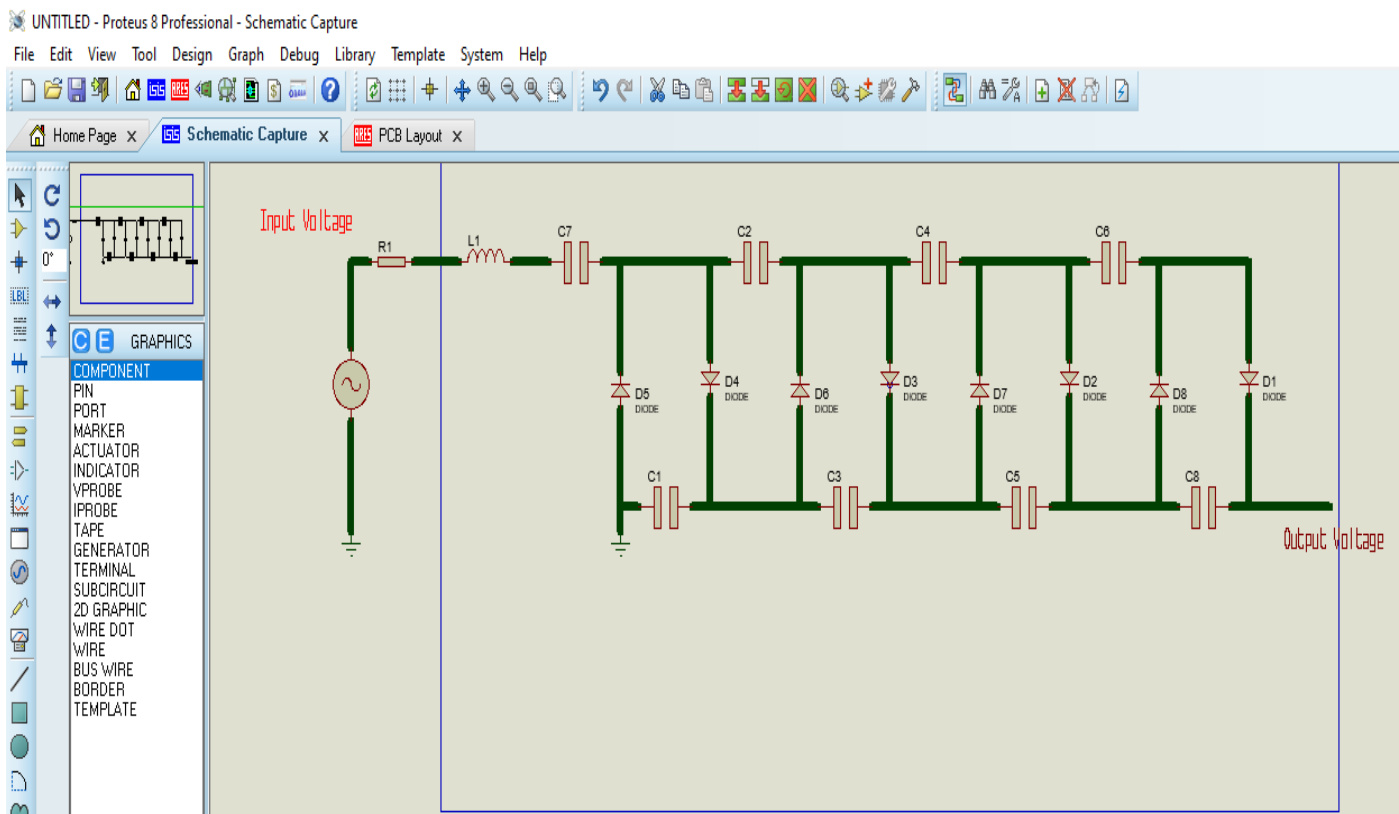 UNTITLED - Proteus 8 Professional - Schematic Capture
File Edit View Tool Design Graph Debug Library Template System Help
Home Page x
Schematic Capture x
PCB Layout x
0°
LBL
C E GRAPHICS
COMPONENT
PIN
PORT
MARKER
ACTUATOR
INDICATOR
VPROBE
IPROBE
TAPE
GENERATOR
TERMINAL
SUBCIRCUIT
2D GRAPHIC
WIRE DOT
WIRE
BUS WIRE
BORDER
TEMPLATE
Input Voltage
R1
L1
C7
C2
C4
C6
D5
DIODE
D4
DIODE
D6
DIODE
D3
DIODE
D7
DIODE
D2
DIODE
D8
DIODE
D1
DIODE
C1
C3
C5
C8
Output Voltage